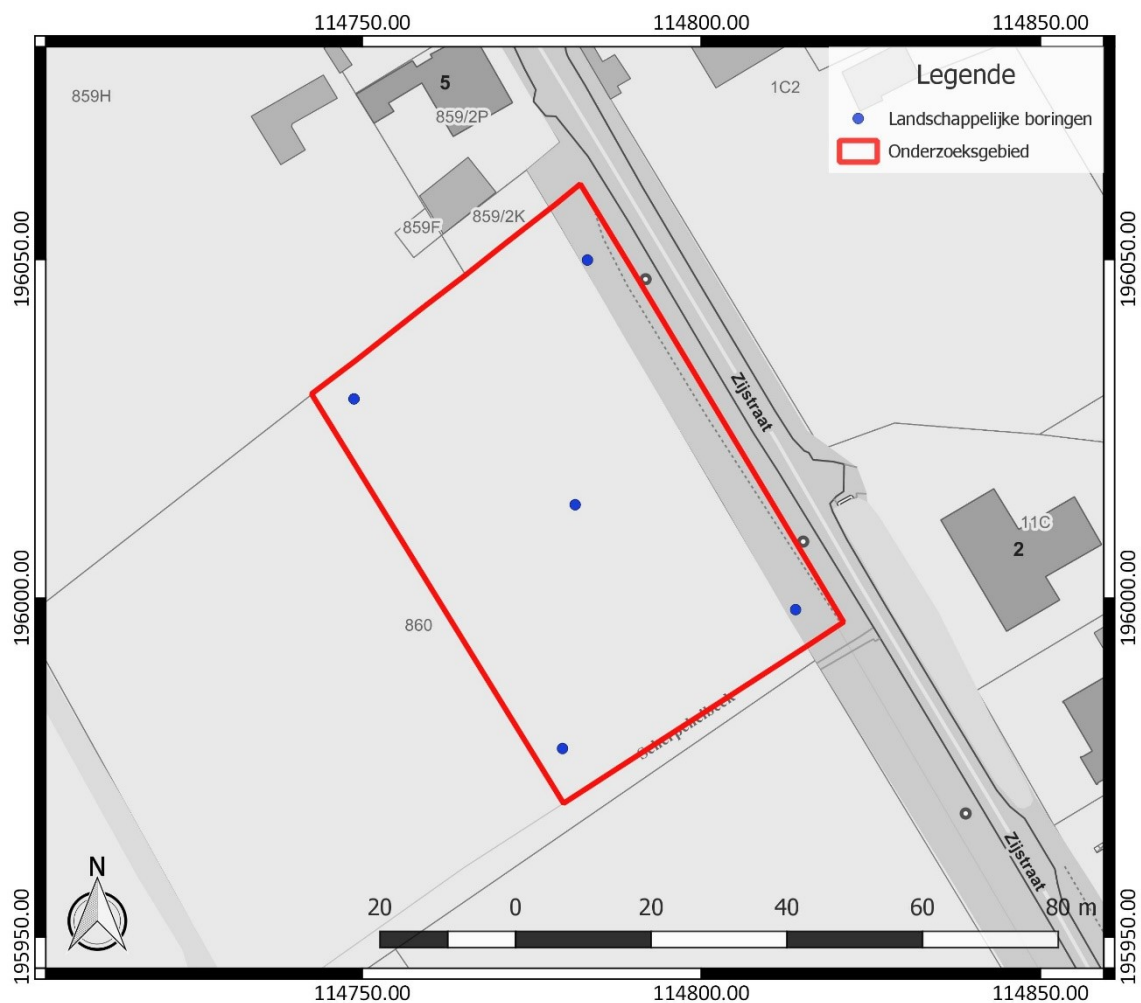 114750.00 114800.00 114850.00
859H
5
859/2P
1C2
Legende
Landschappelijke boringen
Onderzoeksgebied
859F
859/2K
196050.00
196050.00
Zijstraat
11C
2
196000.00
196000.00
860
Scherpenelbeek
Zijstraat
N
20 0 20 40 60 80 m
195950.00
195950.00
114750.00 114800.00 114850.00